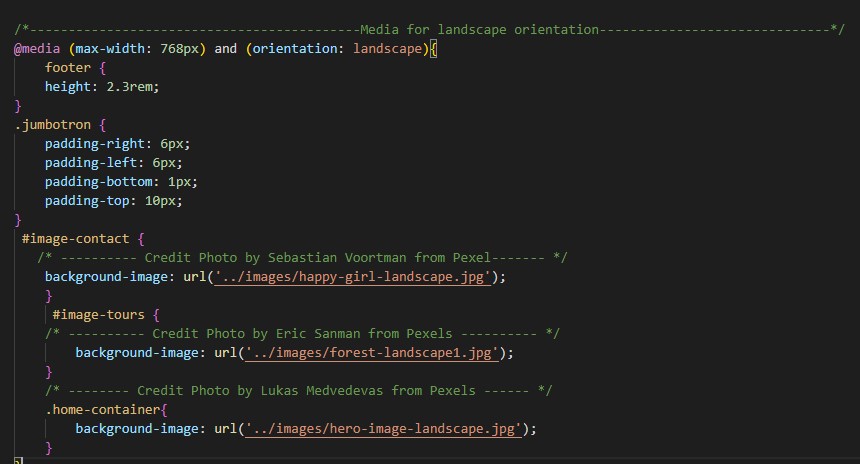 /*-------------------------------------------Media for landscape orientation------------------------------*/
@media (max-width: 768px) and (orientation: landscape){
footer {
height: 2.3rem;
}
.jumbotron {
padding-right: 6px;
padding-left: 6px;
padding-bottom: 1px;
padding-top: 10px;
}
#image-contact {
/* ---------- Credit Photo by Sebastian Voortman from Pexel------- */
background-image: url('../images/happy-girl-landscape.jpg');
}
#image-tours {
/* ---------- Credit Photo by Eric Sanman from Pexels ---------- */
background-image: url('../images/forest-landscape1.jpg');
}
/* -------- Credit Photo by Lukas Medvedevas from Pexels ------ */
.home-container{
background-image: url('../images/hero-image-landscape.jpg');
}
}